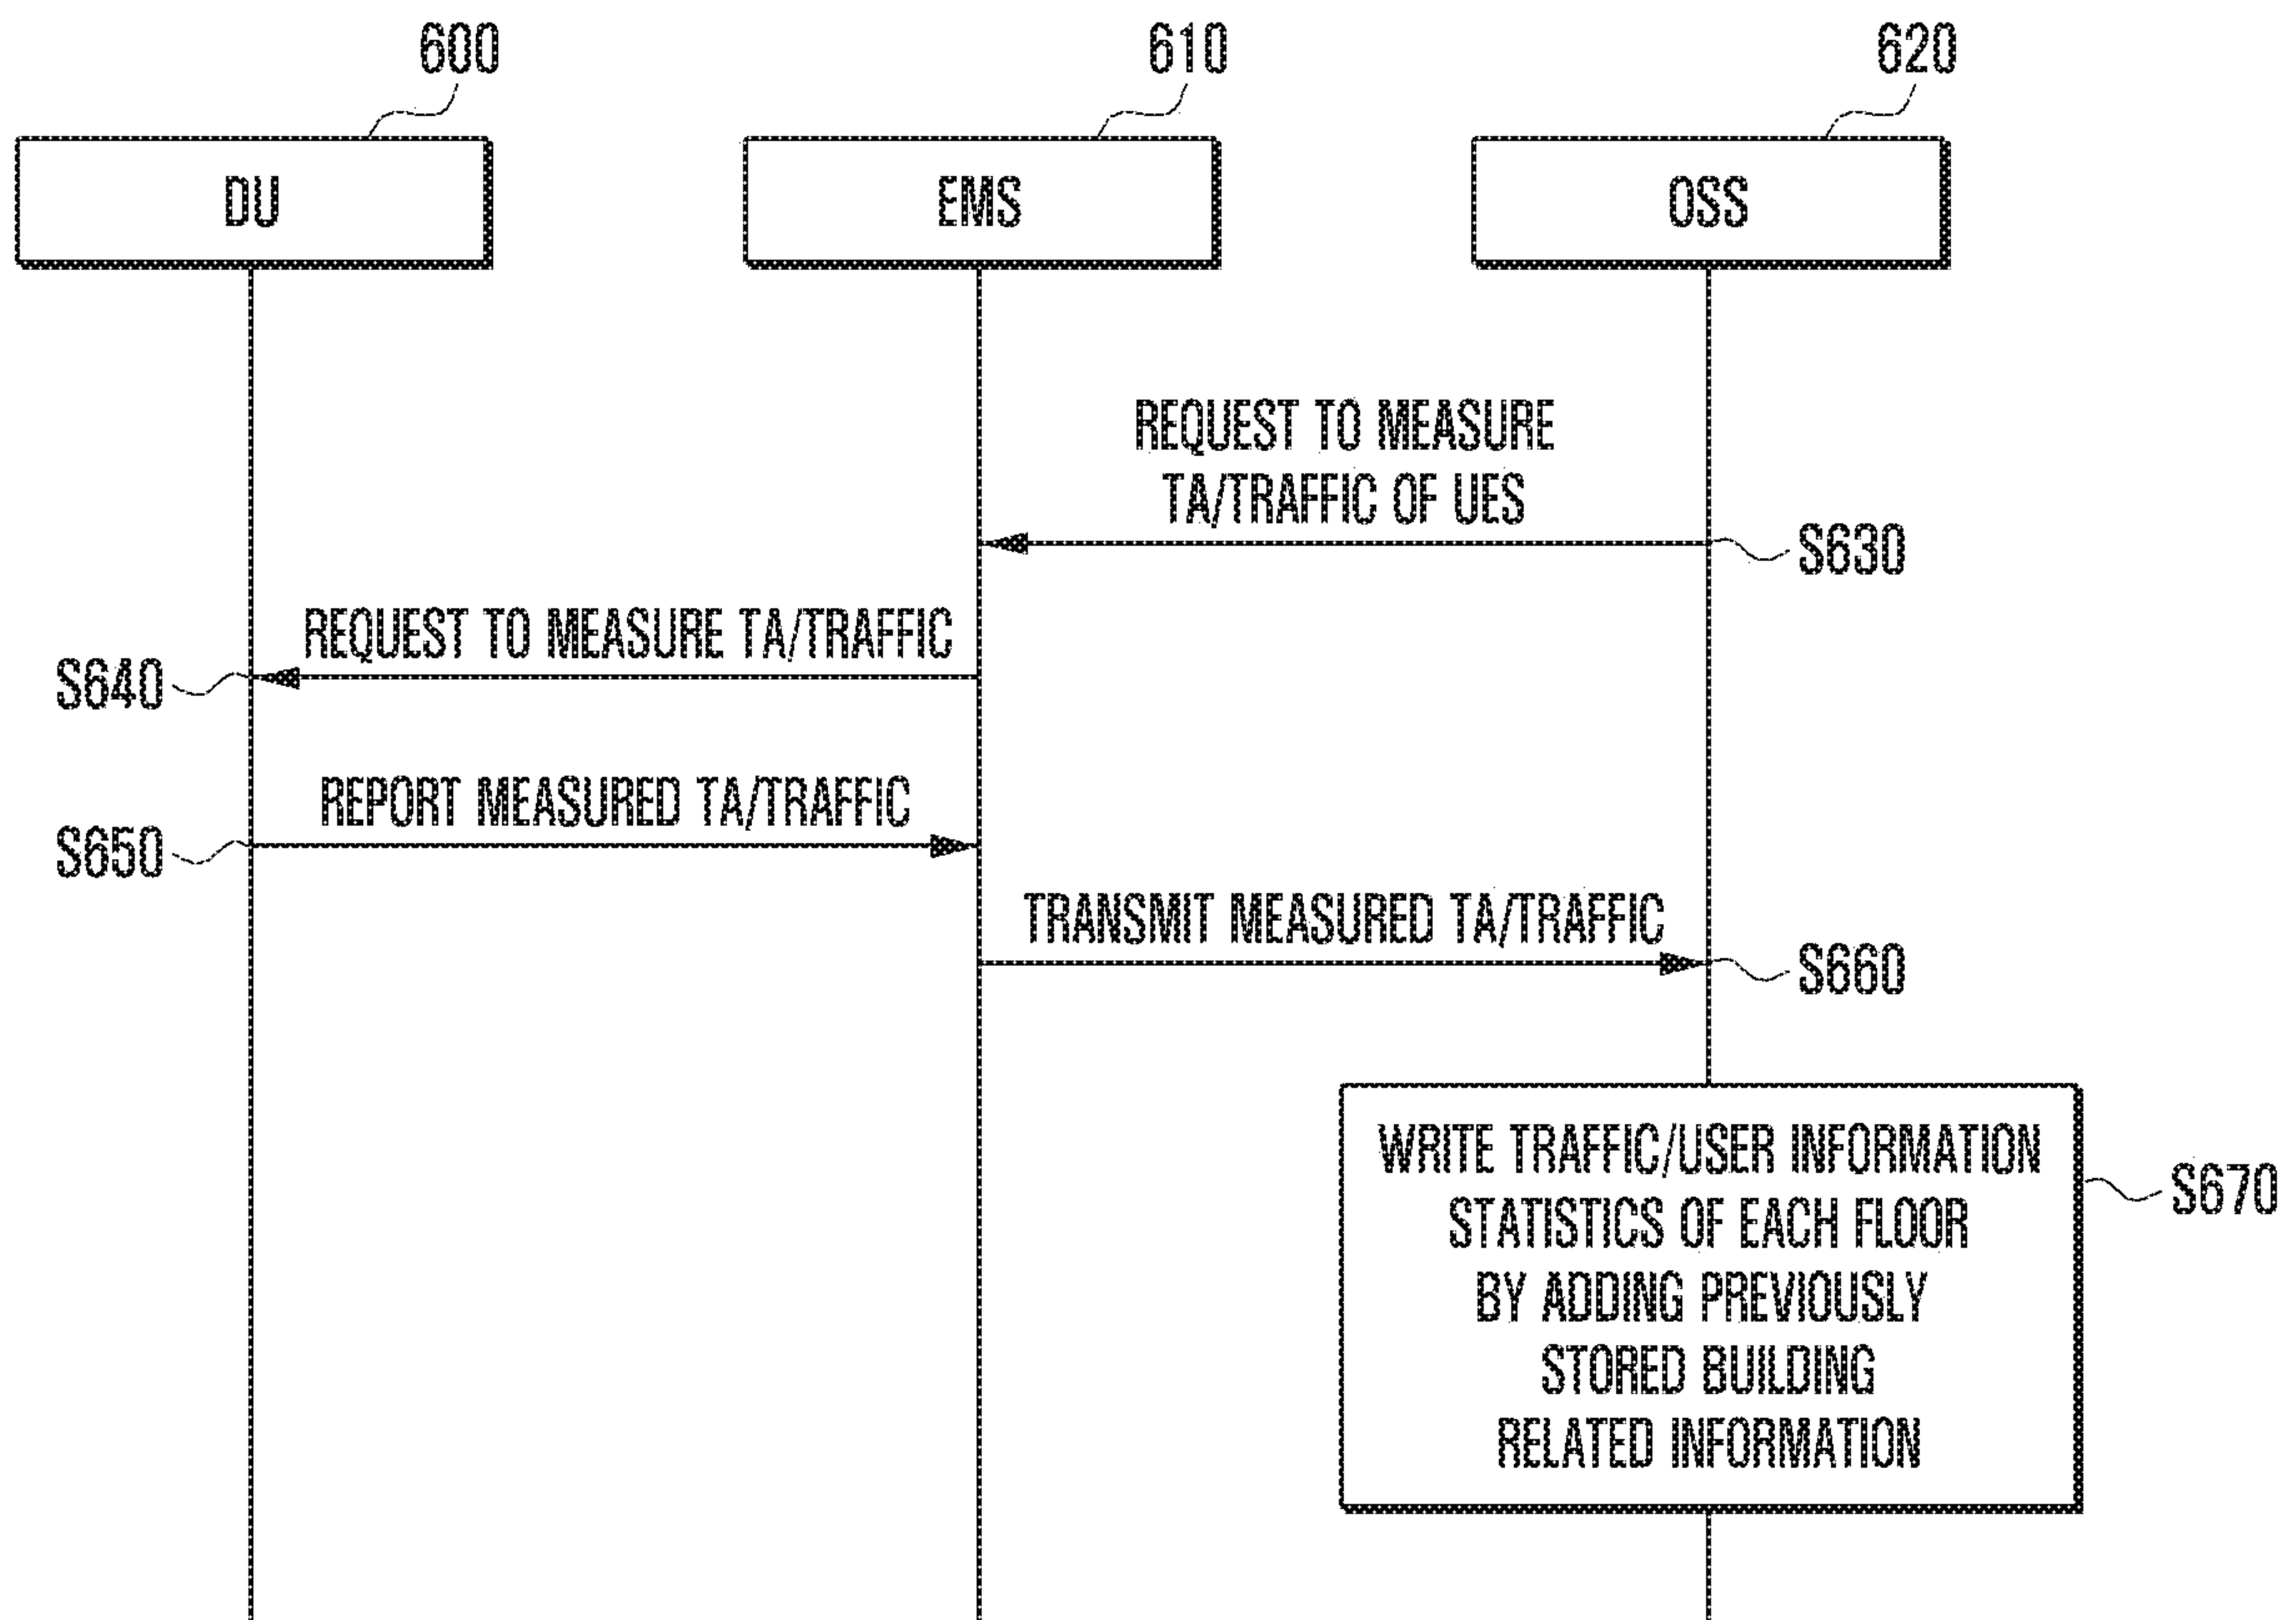 600
610
620
DU
EMS
OSS
REQUEST TO MEASURE
TA/TRAFFIC OF UES
S630
REQUEST TO MEASURE TA/TRAFFIC
S640
REPORT MEASURED TA/TRAFFIC
S650
TRANSMIT MEASURED TA/TRAFFIC
S660
WRITE TRAFFIC/USER INFORMATION
STATISTICS OF EACH FLOOR
BY ADDING PREVIOUSLY
STORED BUILDING
RELATED INFORMATION
S670